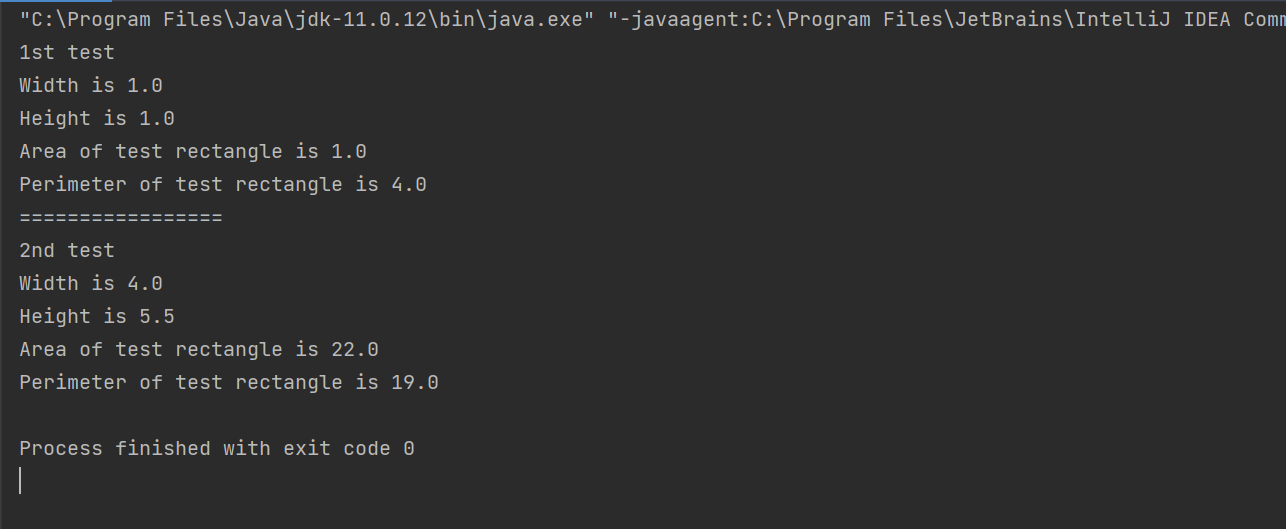 "C:\Program Files\Java\jdk-11.0.12\bin\java.exe" "-javaagent:C:\Program Files\JetBrains\IntelliJ IDEA Comm
1st test
Width is 1.0
Height is 1.0
Area of test rectangle is 1.0
Perimeter of test rectangle is 4.0
=================
2nd test
Width is 4.0
Height is 5.5
Area of test rectangle is 22.0
Perimeter of test rectangle is 19.0
Process finished with exit code 0